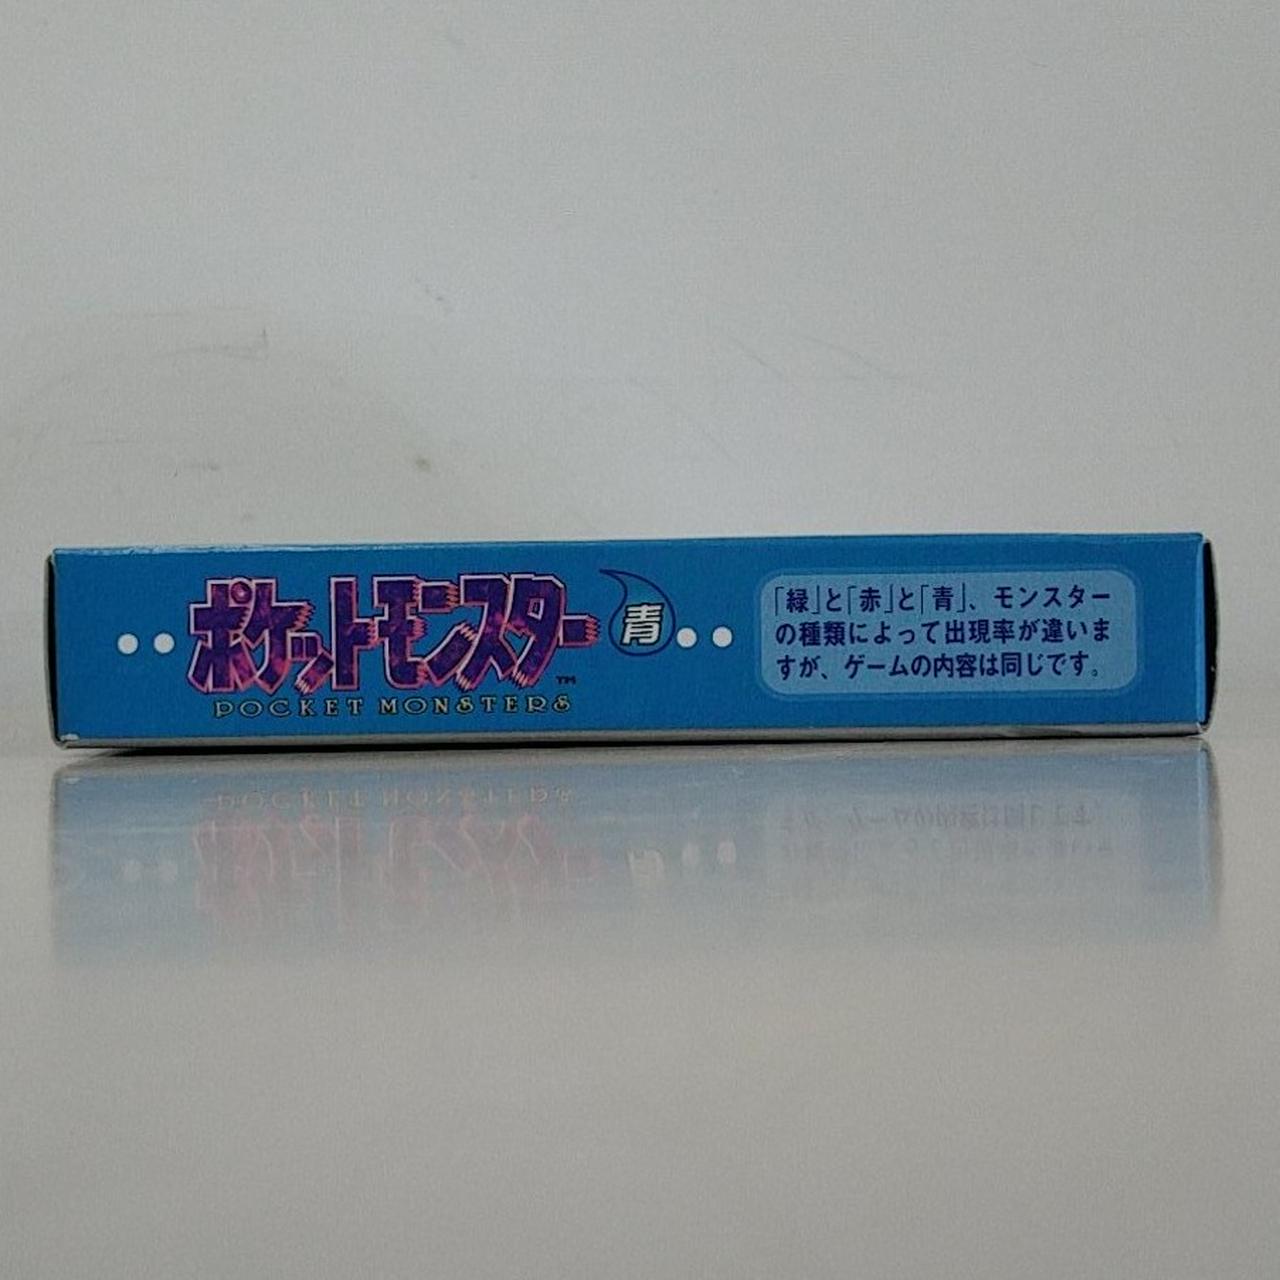 ポケットモンスター
TM
POCKET MONSTERS
青
「緑」と「赤」と「青」、モンスター
の種類によって出現率が違いま
すが、ゲームの内容は同じです。